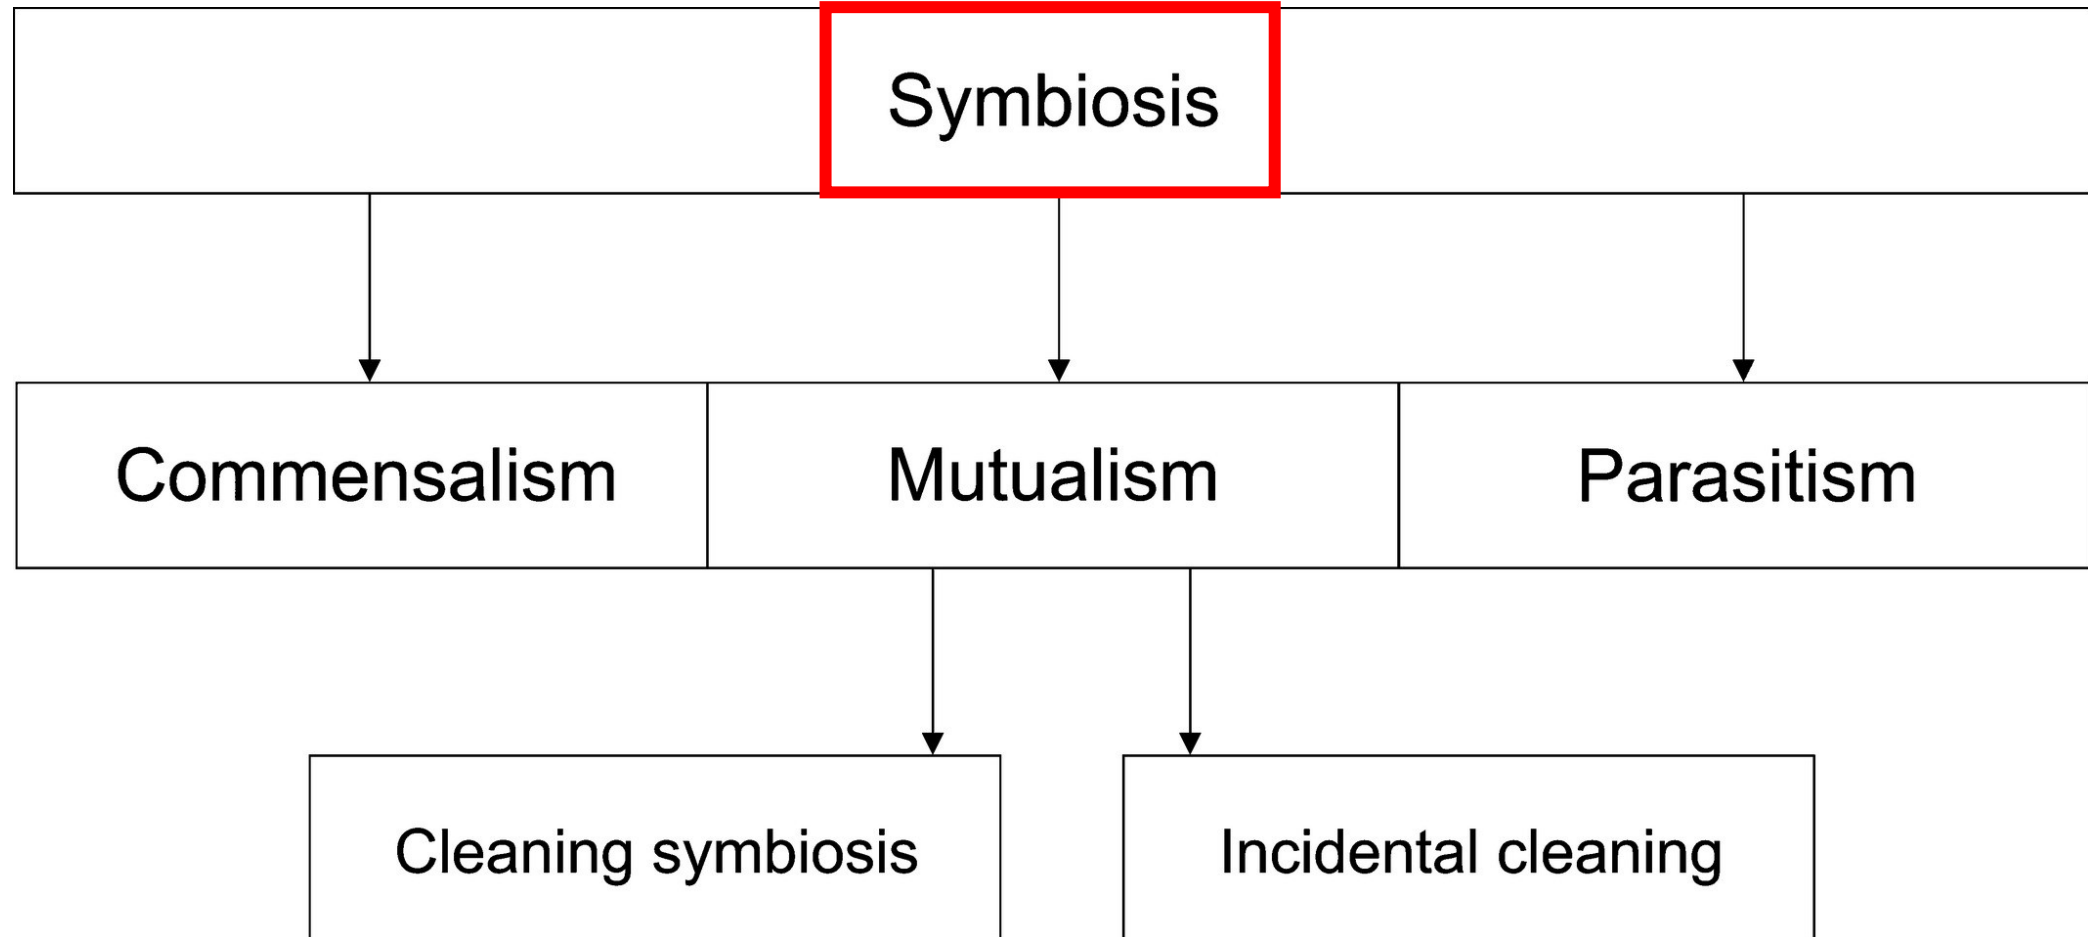 Symbiosis
Commensalism
Mutualism
Parasitism
Cleaning symbiosis
Incidental cleaning